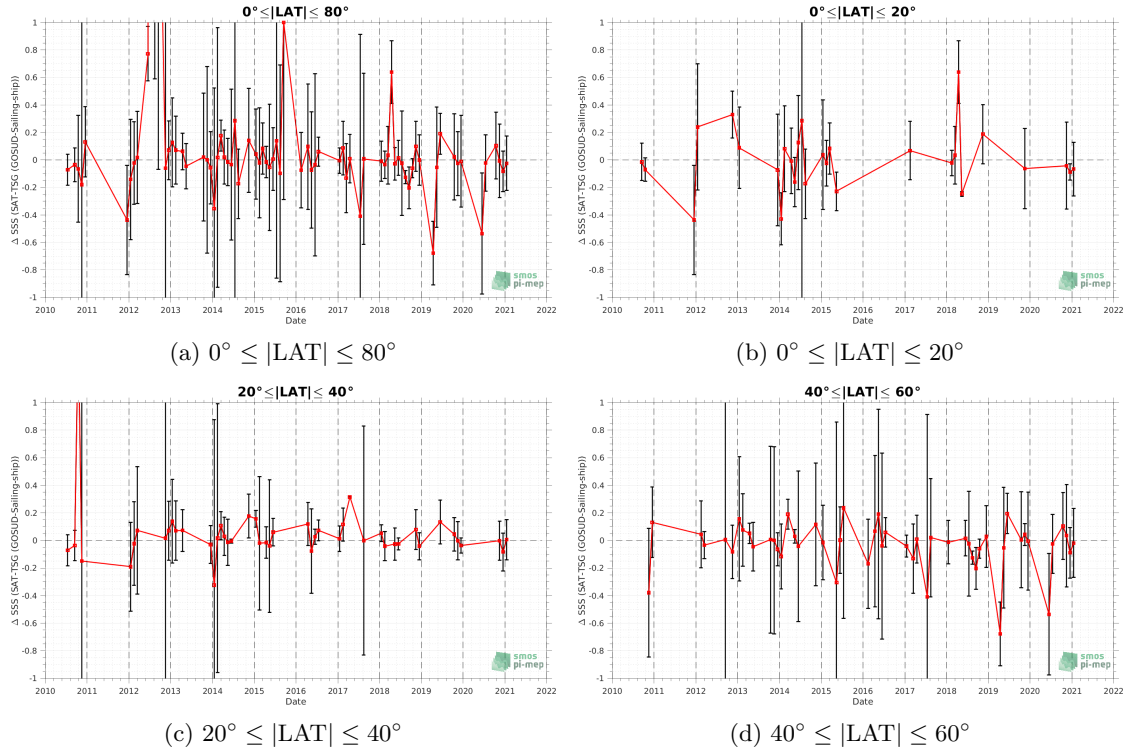 0°≤|LAT|≤ 80°
Δ SSS (SAT-TSG (GOSUD-Sailing-ship))
1
0.8
0.6
0.4
0.2
0
-0.2
-0.4
-0.6
-0.8
-1
2010 2011 2012 2013 2014 2015 2016 2017 2018 2019 2020 2021 2022
Date
smos
pi-mep
(a) 0° ≤ |LAT| ≤ 80°
0°≤|LAT|≤ 20°
Δ SSS (SAT-TSG (GOSUD-Sailing-ship))
1
0.8
0.6
0.4
0.2
0
-0.2
-0.4
-0.6
-0.8
-1
2010 2011 2012 2013 2014 2015 2016 2017 2018 2019 2020 2021 2022
Date
smos
pi-mep
(b) 0° ≤ |LAT| ≤ 20°
20°≤|LAT|≤ 40°
Δ SSS (SAT-TSG (GOSUD-Sailing-ship))
1
0.8
0.6
0.4
0.2
0
-0.2
-0.4
-0.6
-0.8
-1
2010 2011 2012 2013 2014 2015 2016 2017 2018 2019 2020 2021 2022
Date
smos
pi-mep
(c) 20° ≤ |LAT| ≤ 40°
40°≤|LAT|≤ 60°
Δ SSS (SAT-TSG (GOSUD-Sailing-ship))
1
0.8
0.6
0.4
0.2
0
-0.2
-0.4
-0.6
-0.8
-1
2010 2011 2012 2013 2014 2015 2016 2017 2018 2019 2020 2021 2022
Date
smos
pi-mep
(d) 40° ≤ |LAT| ≤ 60°